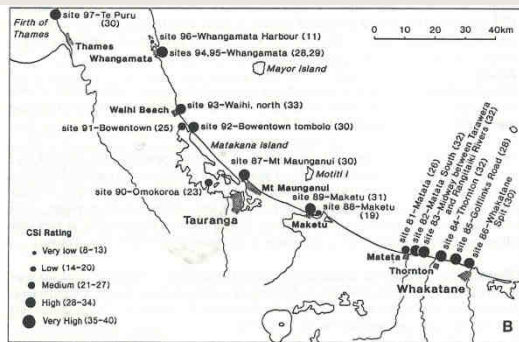 Firth of
Thames
site 97-Te Puru
(30)
Thames
Whangamata
site 96-Whangamata Harbour (11)
sites 94,95-Whangamata (28,29)
Mayor Island
0 10 20 30 40km
Waihi Beach
site 93-Waihi, north (33)
site 91-Bowentown (25)
site 92-Bowentown tombolo (30)
Matakana Island
site 87-Mt Maunganui (30)
Motiti I
site 90-Omokoroa (23)
Mt Maunganui
Tauranga
site 89-Maketu (31)
site 88-Maketu
(19)
Maketu
site 81-Matata (26)
site 82-Matata South (32)
site 83-Midway between Tarawera
and Rangitaiki Rivers (32)
site 84-Thornton (32)
site 85-Golflinks Road (28)
site 86-Whakatane
Spit (30)
Matata
Thornton
Whakatane
CSI Rating
Very low (8-13)
Low (14-20)
Medium (21-27)
High (28-34)
Very High (35-40)
B